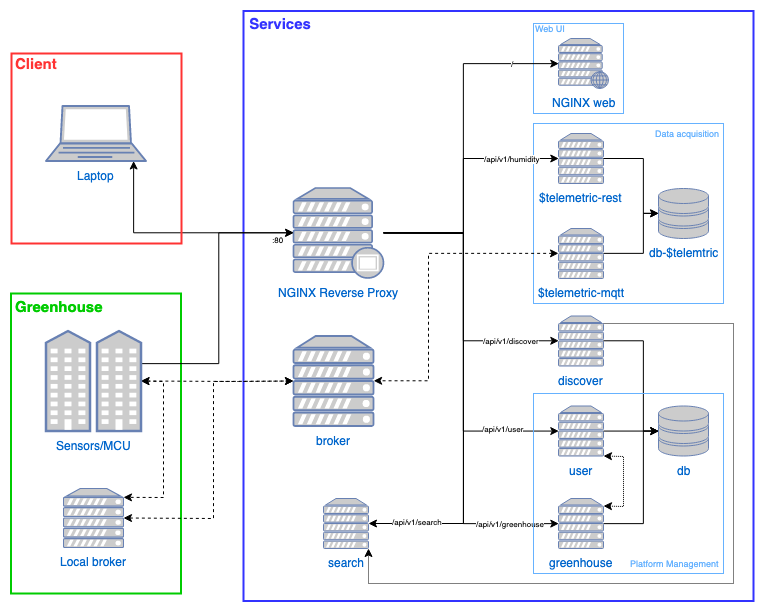 Services
Web UI
Client
/
NGINX web
Data acquisition
/api/v1/humidity
Laptop
$telemetric-rest
:80
db-$telemtric
NGINX Reverse Proxy
$telemetric-mqtt
Greenhouse
/api/v1/discover
discover
/api/v1/user
Sensors/MCU
broker
user
db
/api/v1/search
/api/v1/greenhouse
Local broker
search
greenhouse
Platform Management